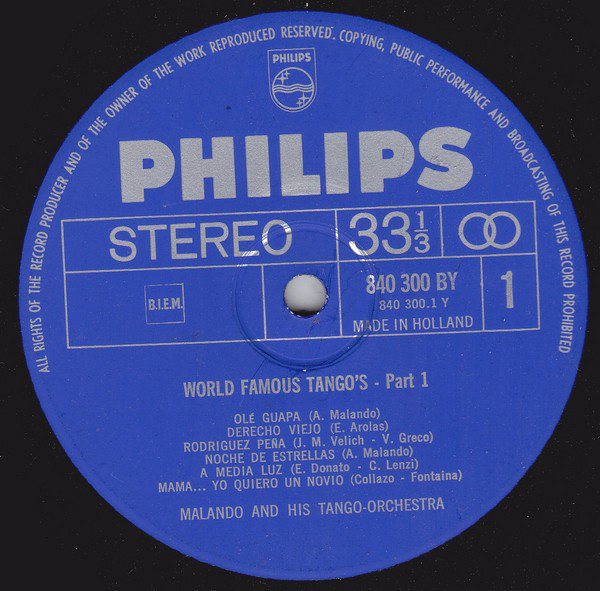 ALL RIGHTS OF THE RECORD PRODUCER AND OF THE OWNER OF THE WORK REPRODUCED RESERVED. COPYING, PUBLIC PERFORMANCE AND BROADCASTING OF THIS RECORD PROHIBITED
PHILIPS
PHILIPS
STEREO 33 1/3
B.I.E.M. 840 300 BY 1
840 300.1 Y
MADE IN HOLLAND
WORLD FAMOUS TANGO'S - Part 1
OLÉ GUAPA (A. Malando)
DERECHO VIEJO (E. Arolas)
RODRIGUEZ PEÑA (J. M. Velich - V. Greco)
NOCHE DE ESTRELLAS (A. Malando)
A MEDIA LUZ (E. Donato - C. Lenzi)
MAMA... YO QUIERO UN NOVIO (Collazo - Fontaina)
MALANDO AND HIS TANGO-ORCHESTRA